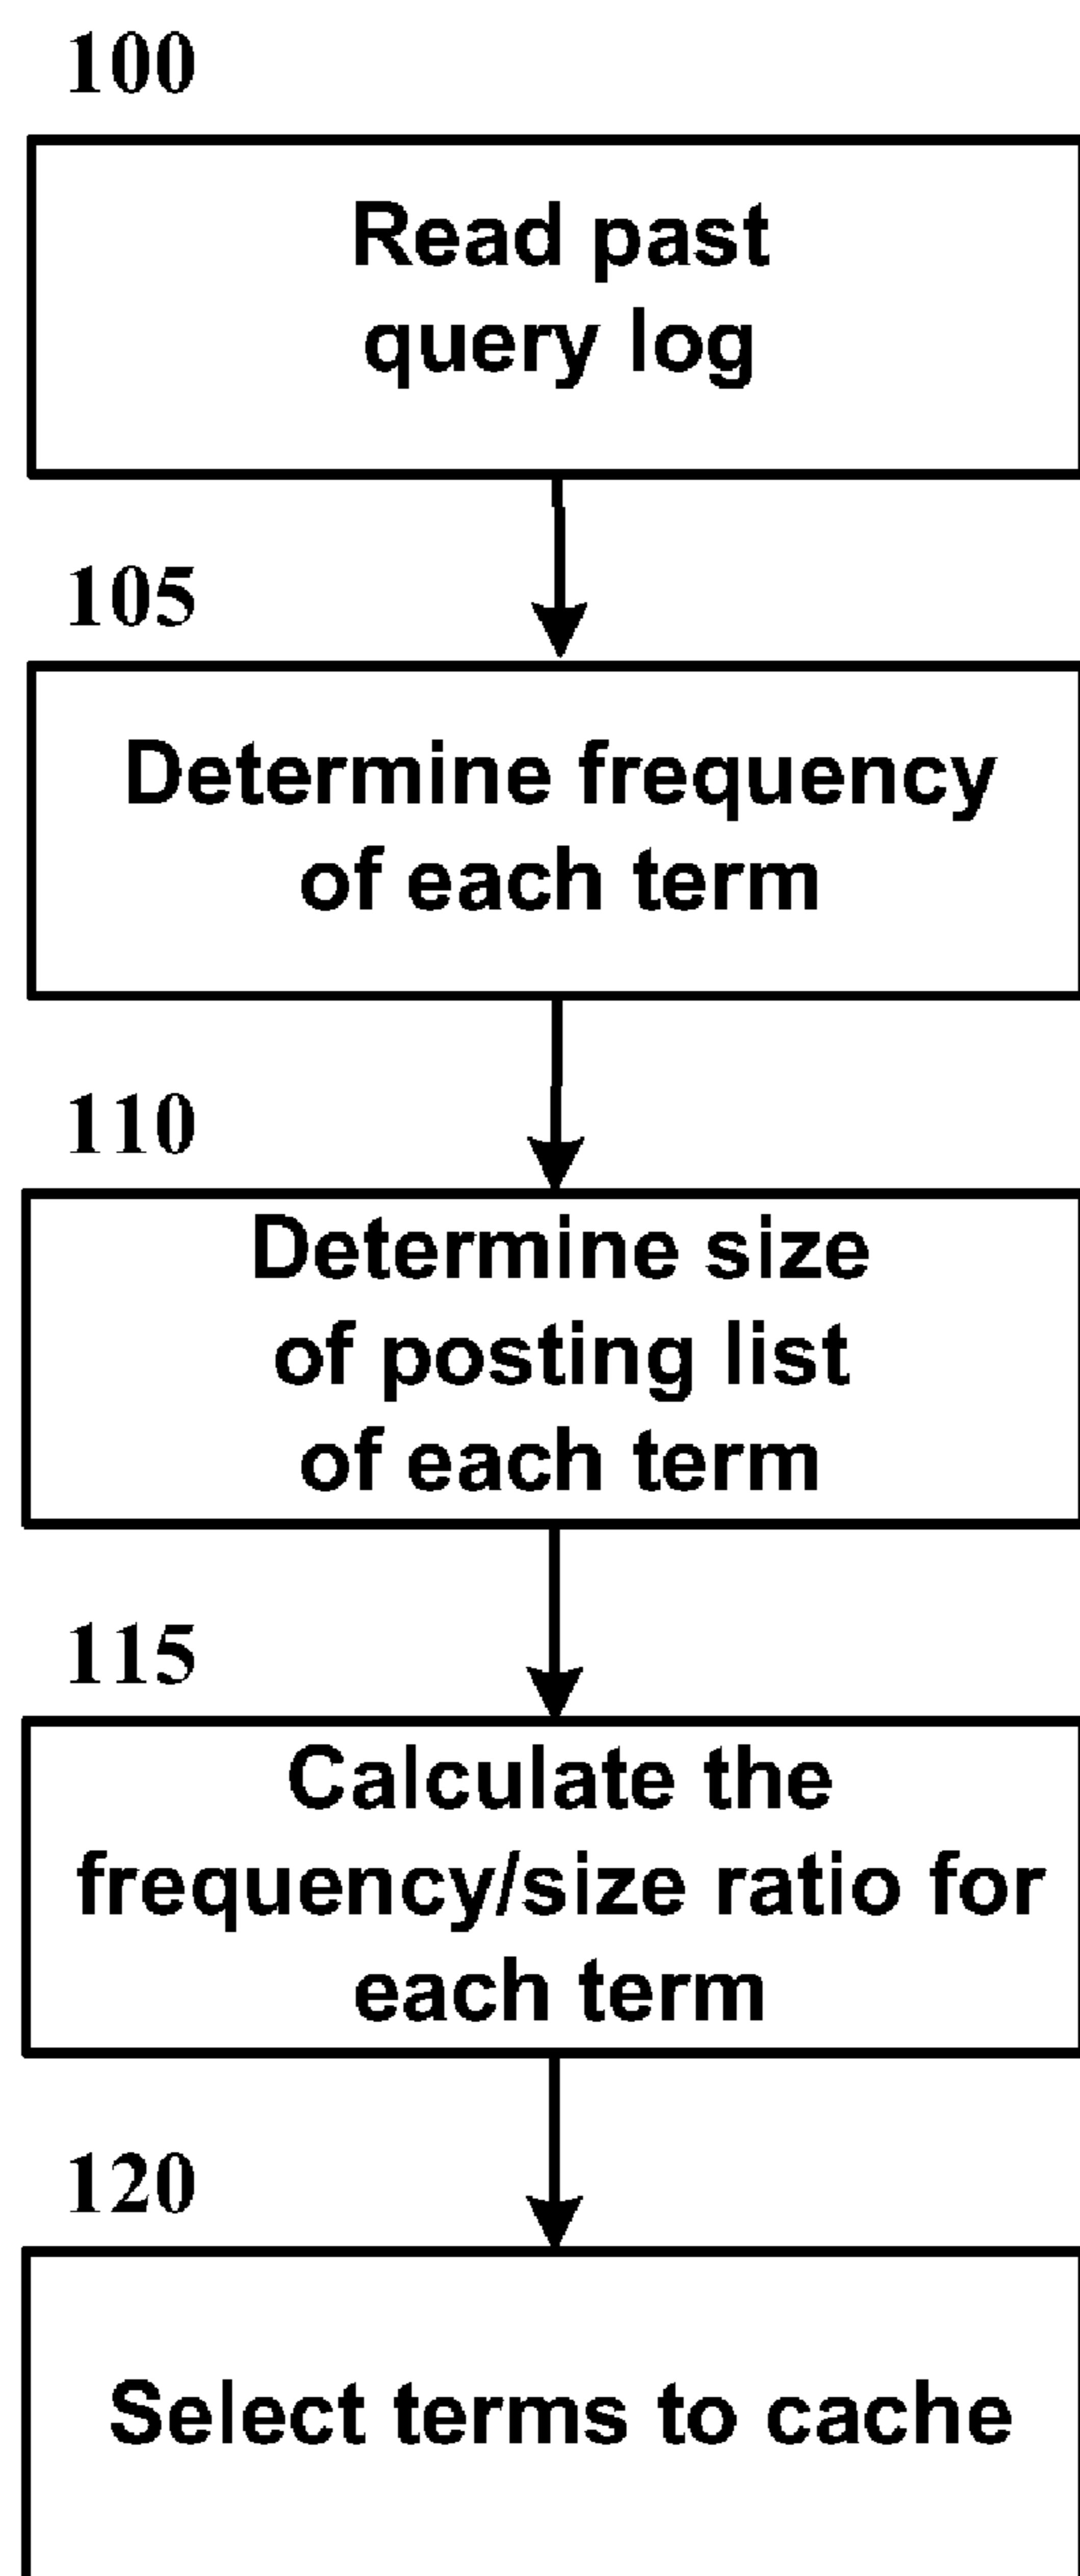 100
Read past
query log
105
Determine frequency
of each term
110
Determine size
of posting list
of each term
115
Calculate the
frequency/size ratio for
each term
120
Select terms to cache